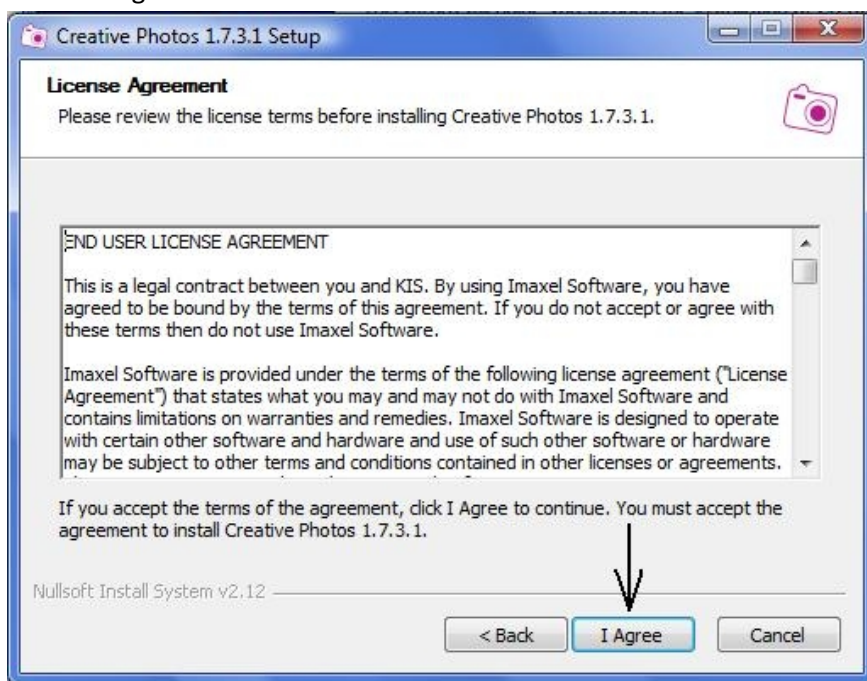 Creative Photos 1.7.3.1 Setup
License Agreement
Please review the license terms before installing Creative Photos 1.7.3.1.
END USER LICENSE AGREEMENT
This is a legal contract between you and KIS. By using Imaxel Software, you have
agreed to be bound by the terms of this agreement. If you do not accept or agree with
these terms then do not use Imaxel Software.
Imaxel Software is provided under the terms of the following license agreement ("License
Agreement") that states what you may and may not do with Imaxel Software and
contains limitations on warranties and remedies. Imaxel Software is designed to operate
with certain other software and hardware and use of such other software or hardware
may be subject to other terms and conditions contained in other licenses or agreements.
If you accept the terms of the agreement, click I Agree to continue. You must accept the
agreement to install Creative Photos 1.7.3.1.
Nullsoft Install System v2.12
< Back I Agree Cancel